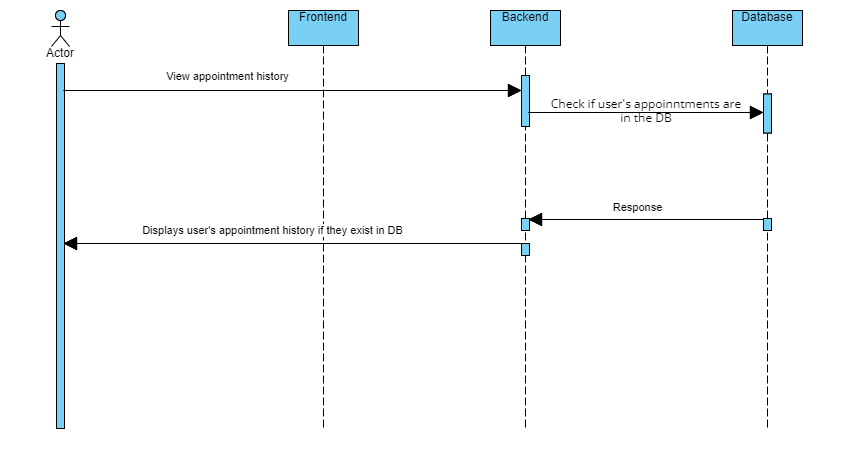 Frontend
Backend
Database
Actor
View appointment history
Check if user's appoinntments are
in the DB
Response
Displays user's appointment history if they exist in DB